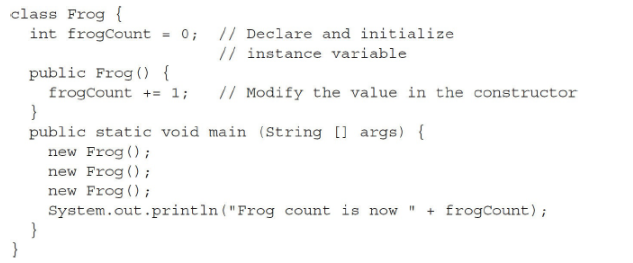 class Frog {
int frogCount = 0; // Declare and initialize
// instance variable
public Frog() {
frogCount += 1; // Modify the value in the constructor
}
public static void main (String [] args) {
new Frog();
new Frog();
new Frog();
System.out.println("Frog count is now " + frogCount);
}
}